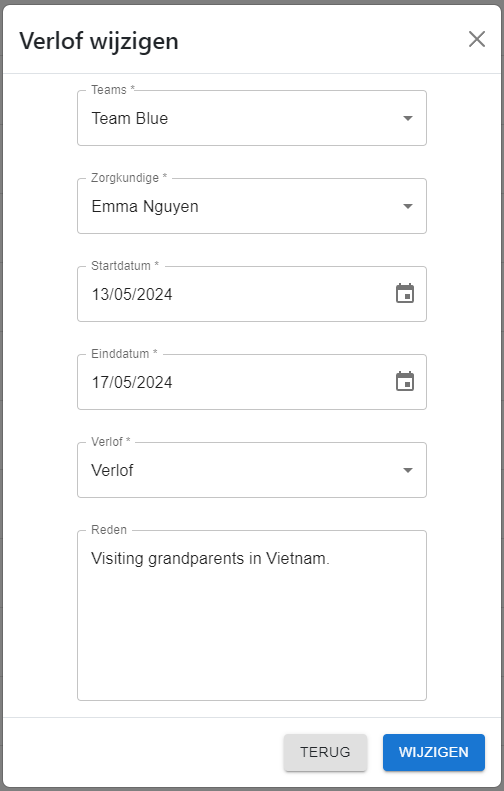 Verlof wijzigen
Teams *
Team Blue
Zorgkundige *
Emma Nguyen
Startdatum *
13/05/2024
Einddatum *
17/05/2024
Verlof *
Verlof
Reden
Visiting grandparents in Vietnam.
TERUG WIJZIGEN